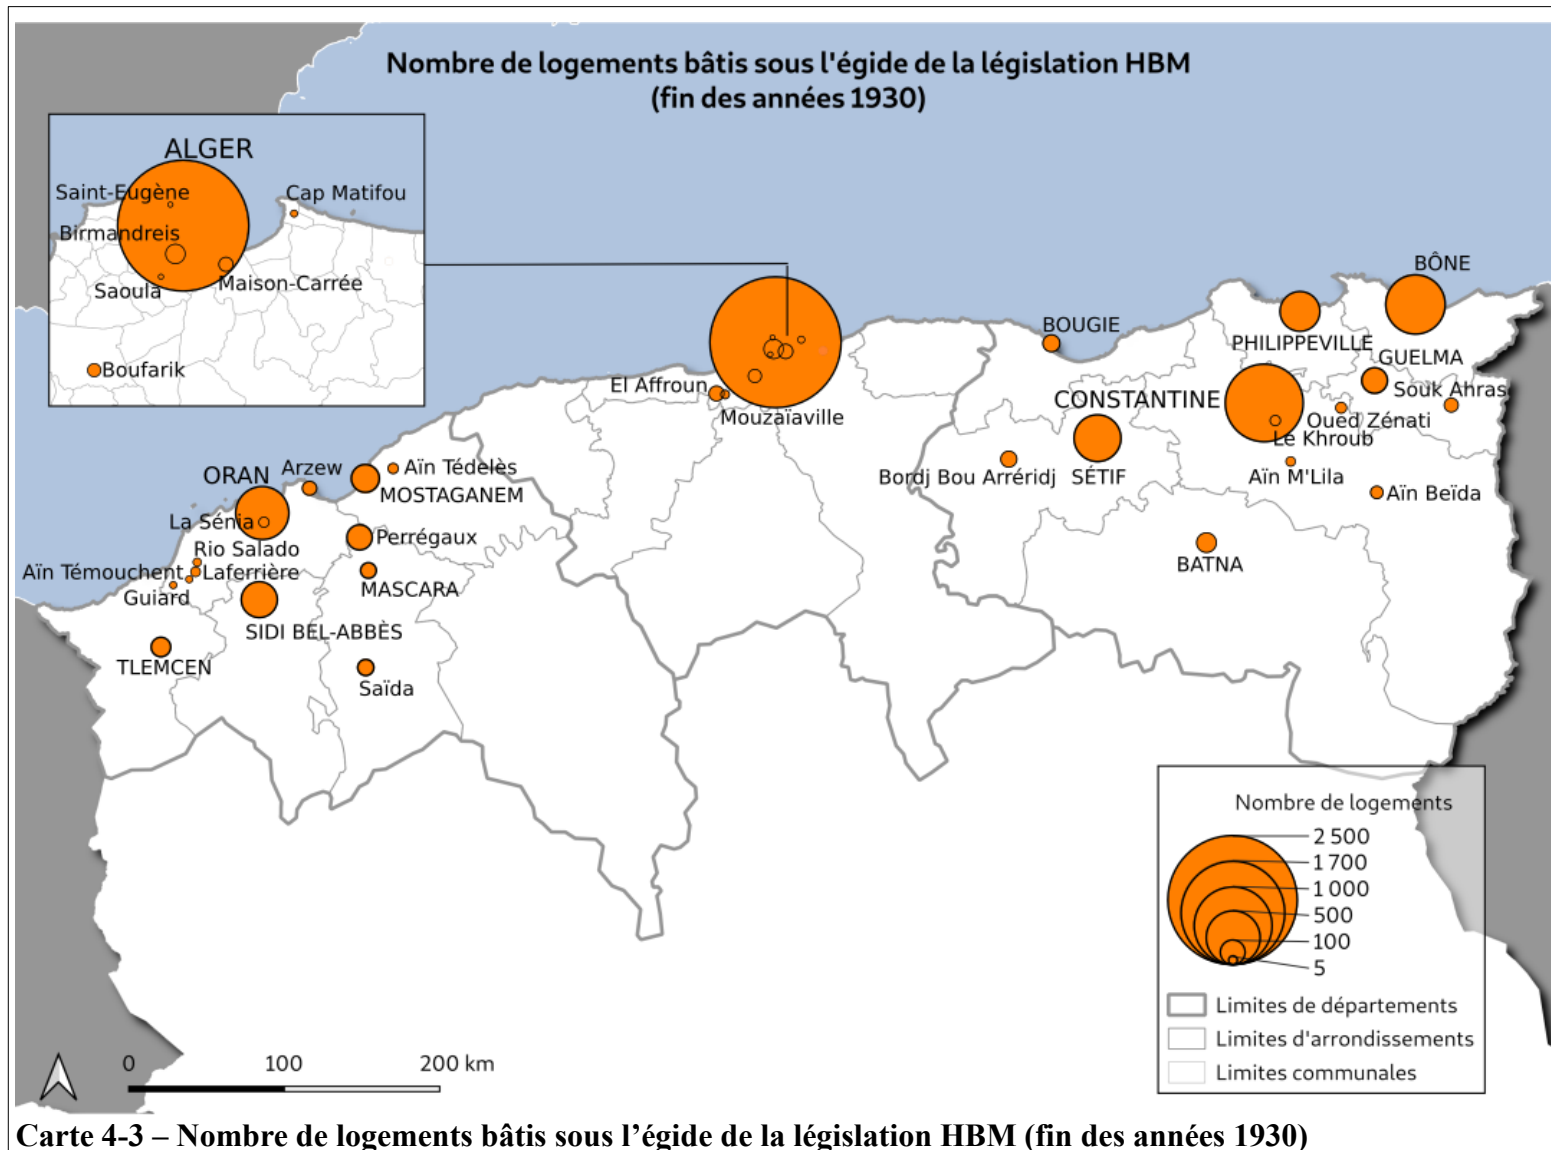 Nombre de logements bâtis sous l'égide de la législation HBM
(fin des années 1930)
ALGER
Saint-Eugène
Cap Matifou
Birmandreis
Saoula
Maison-Carrée
Boufarik
El Affroun
Mouzaïaville
BOUGIE
BÔNE
PHILIPPEVILLE
GUELMA
Souk Ahras
CONSTANTINE
Oued Zénati
Le Khroub
Bordj Bou Arréridj
SÉTIF
Aïn M'Lila
Aïn Beïda
BATNA
ORAN
Arzew
Aïn Tédelès
MOSTAGANEM
La Sénia
Perrégaux
Rio Salado
Aïn Témouchent
Laferrière
Guiard
MASCARA
SIDI BEL-ABBÈS
TLEMCEN
Saïda
Nombre de logements
2 500
1 700
1 000
500
100
5
Limites de départements
Limites d'arrondissements
Limites communales
0 100 200 km
Carte 4-3 – Nombre de logements bâtis sous l’égide de la législation HBM (fin des années 1930)